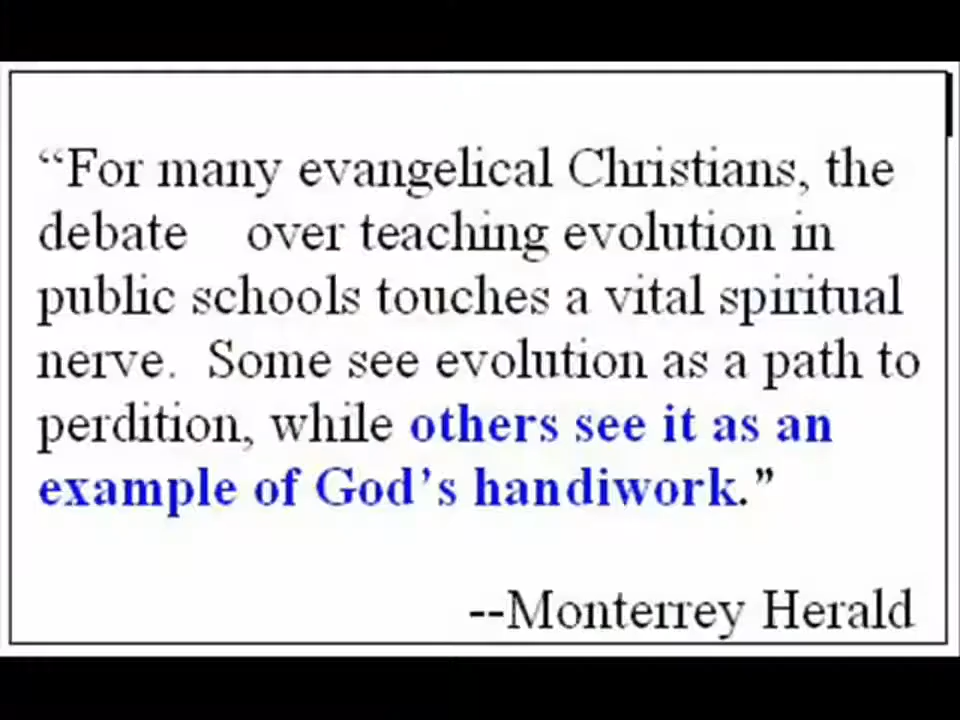 “For many evangelical Christians, the
debate over teaching evolution in
public schools touches a vital spiritual
nerve. Some see evolution as a path to
perdition, while others see it as an
example of God’s handiwork.”
--Monterrey Herald